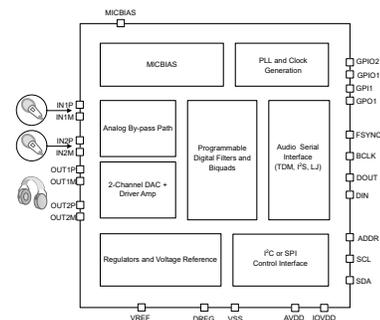 MICBIAS
MICBIAS
PLL and Clock
Generation
GPIO2
GPIO1
GPI1
GPO1
IN1P
IN1M
IN2P
IN2M
OUT1P
OUT1M
OUT2P
OUT2M
Analog By-pass Path
2-Channel DAC +
Driver Amp
Programmable
Digital Filters and
Biquads
Audio Serial
Interface
(TDM, I²S, LJ)
FSYNC
BCLK
DOUT
DIN
Regulators and Voltage Reference
I²C or SPI
Control Interface
ADDR
SCL
SDA
VREF
DREG
VSS
AVDD
IOVDD